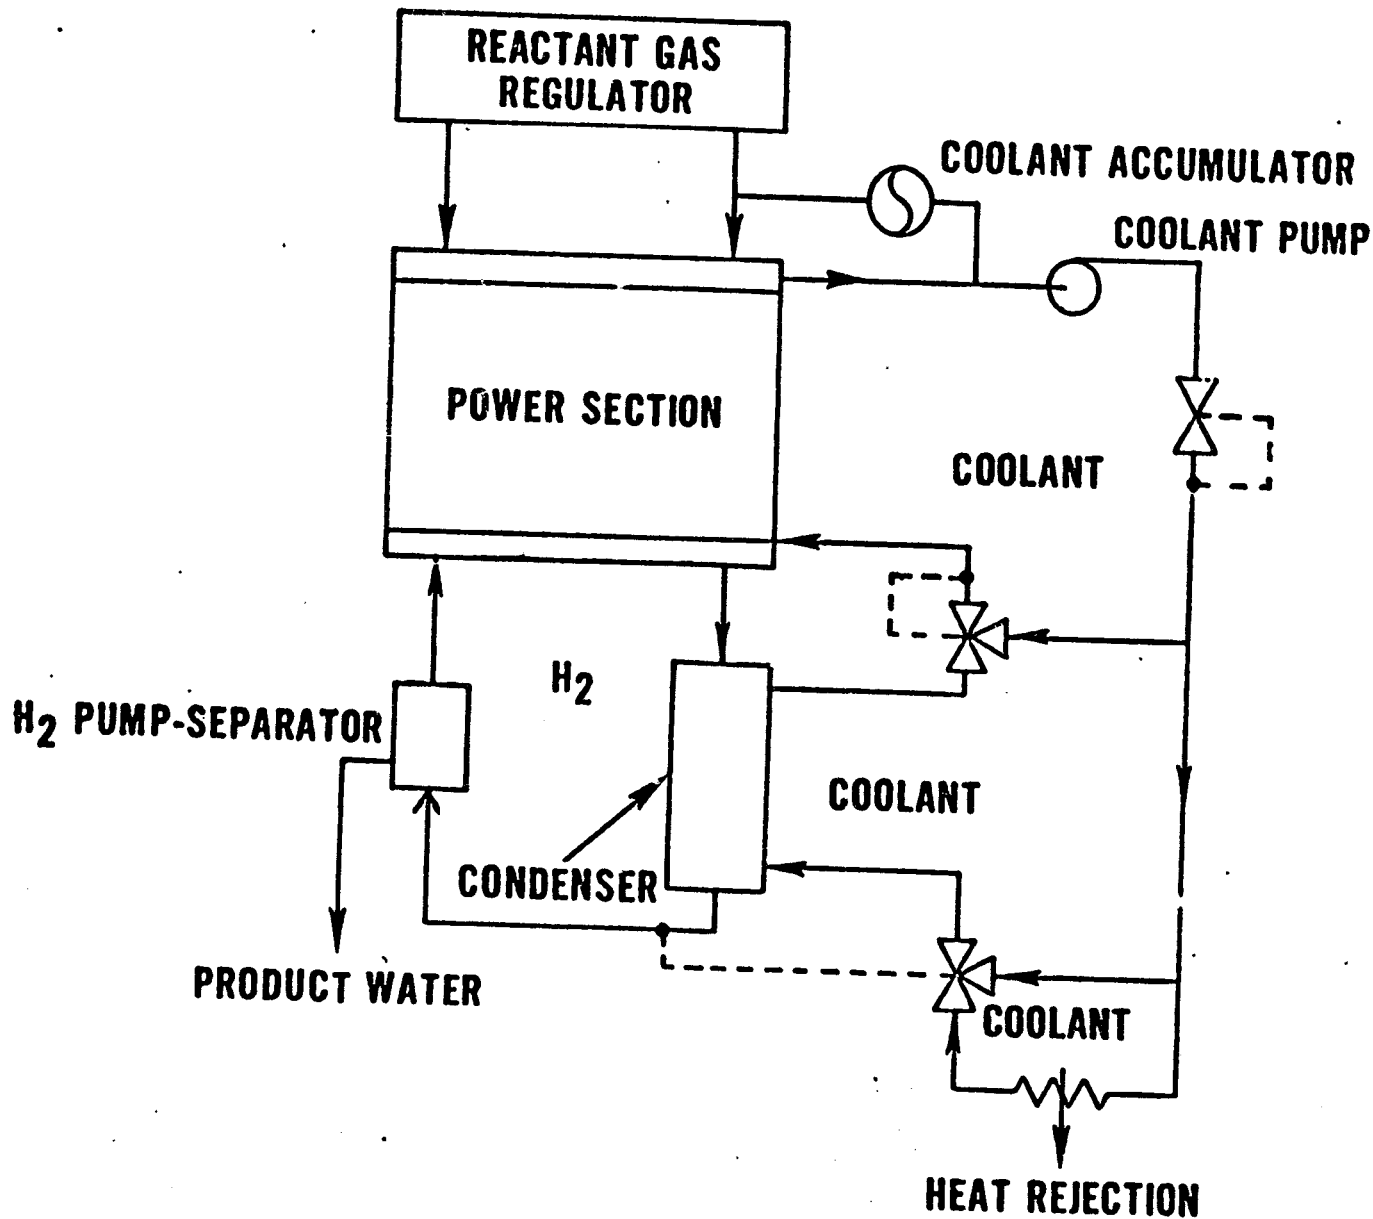 REACTANT GAS
REGULATOR
COOLANT ACCUMULATOR
COOLANT PUMP
POWER SECTION
COOLANT
H2
H2 PUMP-SEPARATOR
COOLANT
CONDENSER
PRODUCT WATER
COOLANT
HEAT REJECTION